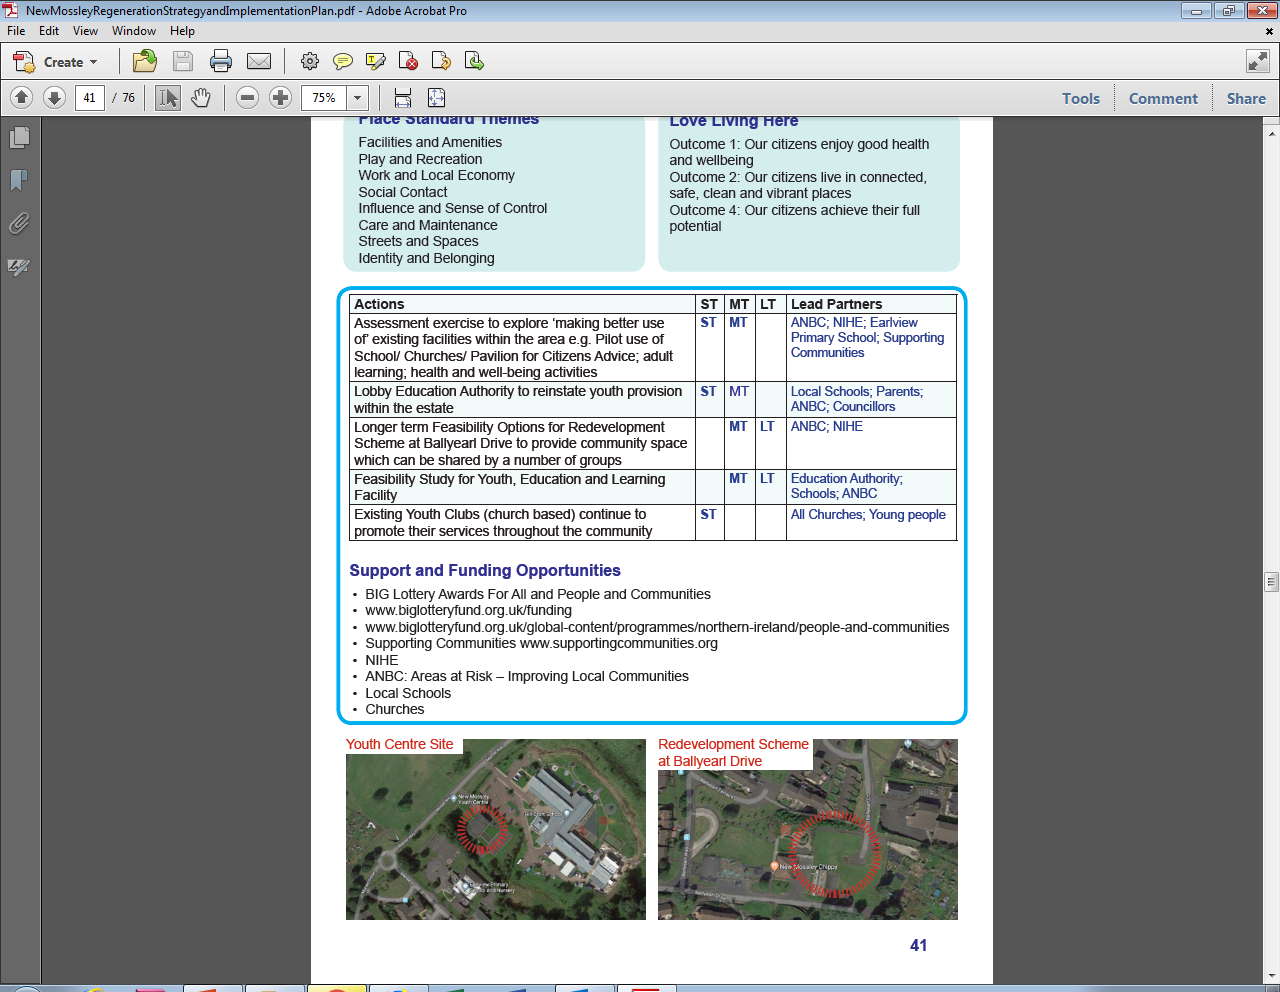 NewMossleyRegenerationStrategyandImplementationPlan.pdf - Adobe Acrobat Pro
File Edit View Window Help
Create
41 / 76 75% Tools Comment Share
Place Standard Themes
Facilities and Amenities
Play and Recreation
Work and Local Economy
Social Contact
Influence and Sense of Control
Care and Maintenance
Streets and Spaces
Identity and Belonging
Love Living Here
Outcome 1: Our citizens enjoy good health
and wellbeing
Outcome 2: Our citizens live in connected,
safe, clean and vibrant places
Outcome 4: Our citizens achieve their full
potential
Actions ST MT LT Lead Partners
Assessment exercise to explore ‘making better use
of’ existing facilities within the area e.g. Pilot use of
School/ Churches/ Pavilion for Citizens Advice; adult
learning; health and well-being activities
ST MT
ANBC; NIHE; Earlview
Primary School; Supporting
Communities
Lobby Education Authority to reinstate youth provision
within the estate
ST MT
Local Schools; Parents;
ANBC; Councillors
Longer term Feasibility Options for Redevelopment
Scheme at Ballyearl Drive to provide community space
which can be shared by a number of groups
MT LT
ANBC; NIHE
Feasibility Study for Youth, Education and Learning
Facility
MT LT
Education Authority;
Schools; ANBC
Existing Youth Clubs (church based) continue to
promote their services throughout the community
ST
All Churches; Young people
Support and Funding Opportunities
• BIG Lottery Awards For All and People and Communities
• www.biglotteryfund.org.uk/funding
• www.biglotteryfund.org.uk/global-content/programmes/northern-ireland/people-and-communities
• Supporting Communities www.supportingcommunities.org
• NIHE
• ANBC: Areas at Risk – Improving Local Communities
• Local Schools
• Churches
Youth Centre Site
New Mossley
Youth Centre
Redevelopment Scheme
at Ballyearl Drive
New Mossley Chippy
41